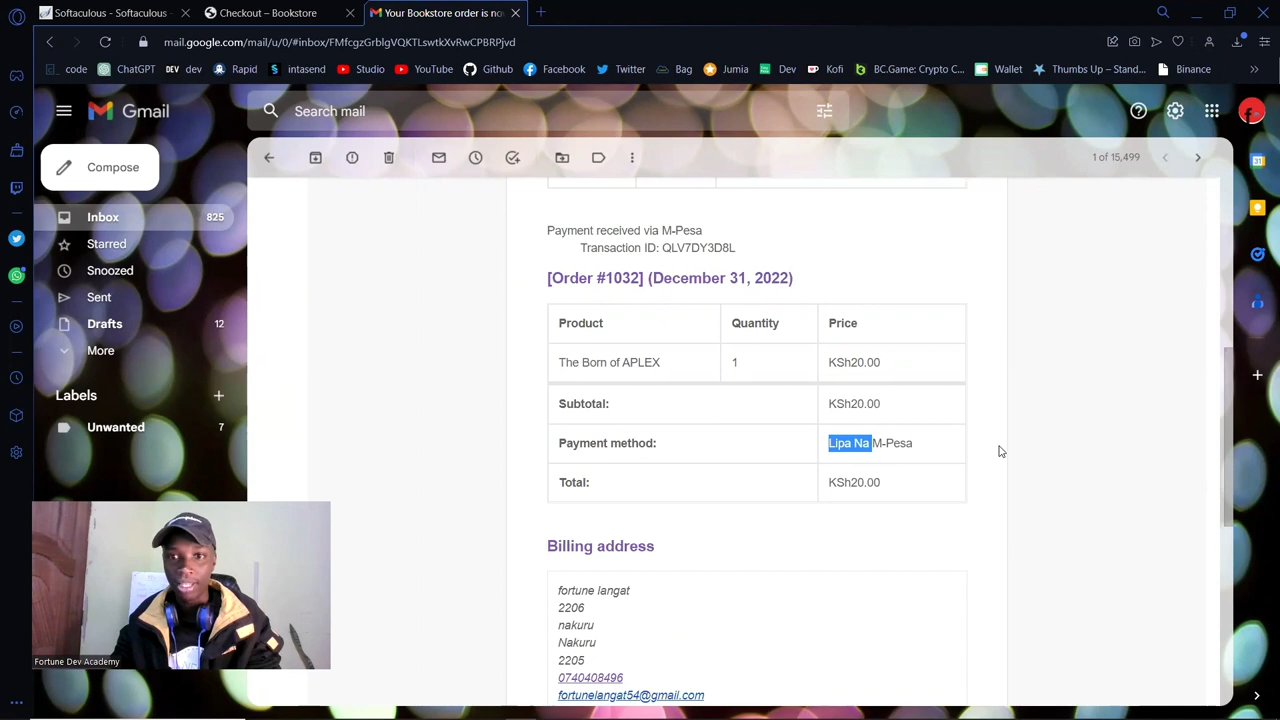 Softaculous - Softaculous -
Checkout – Bookstore
Your Bookstore order is no
mail.google.com/mail/u/0/#inbox/FMfcgzGrblgVQKTLswtkXvRwCPBRPjvd
code ChatGPT DEV dev Rapid intasend Studio YouTube Github Facebook Twitter Bag Jumia Dev Kofi BC.Game: Crypto C... Wallet Thumbs Up – Stand... Binance
Gmail
Search mail
Compose
1 of 15,499
Inbox 825
Starred
Snoozed
Sent
Drafts 12
More
Labels
Unwanted 7
Payment received via M-Pesa
Transaction ID: QLV7DY3D8L
[Order #1032] (December 31, 2022)
Product Quantity Price
The Born of APLEX 1 KSh20.00
Subtotal: KSh20.00
Payment method: Lipa Na M-Pesa
Total: KSh20.00
Billing address
fortune langat
2206
nakuru
Nakuru
2205
0740408496
fortunelangat54@gmail.com
Fortune Dev Academy